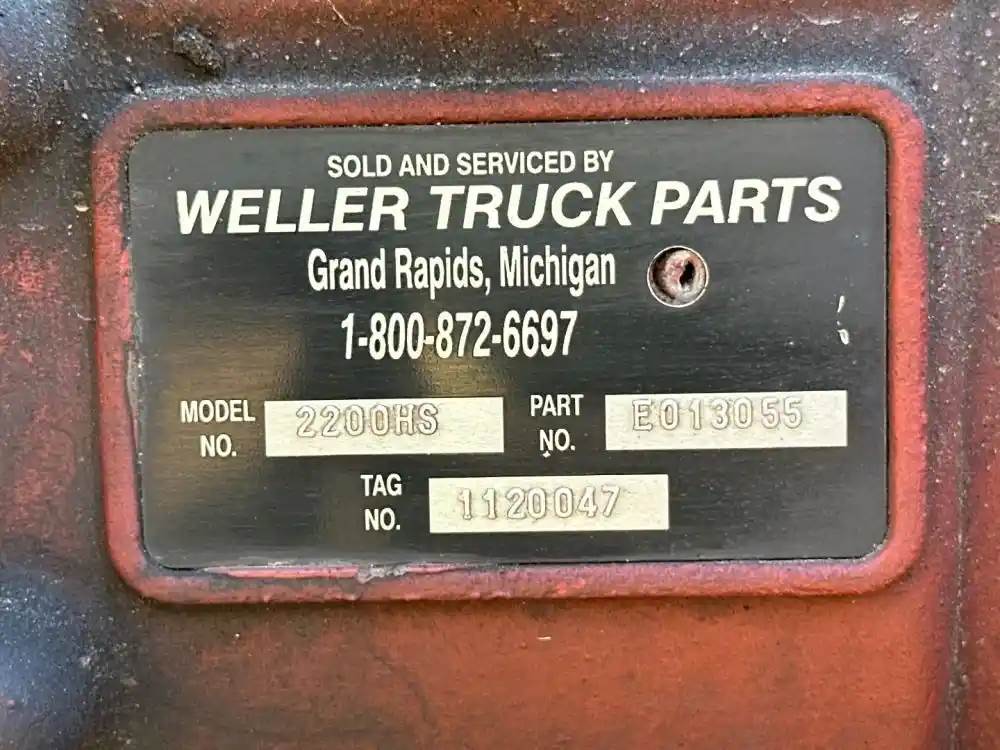 SOLD AND SERVICED BY
WELLER TRUCK PARTS
Grand Rapids, Michigan
1-800-872-6697
MODEL NO. 2200HS
PART NO. E013055
TAG NO. 1120047